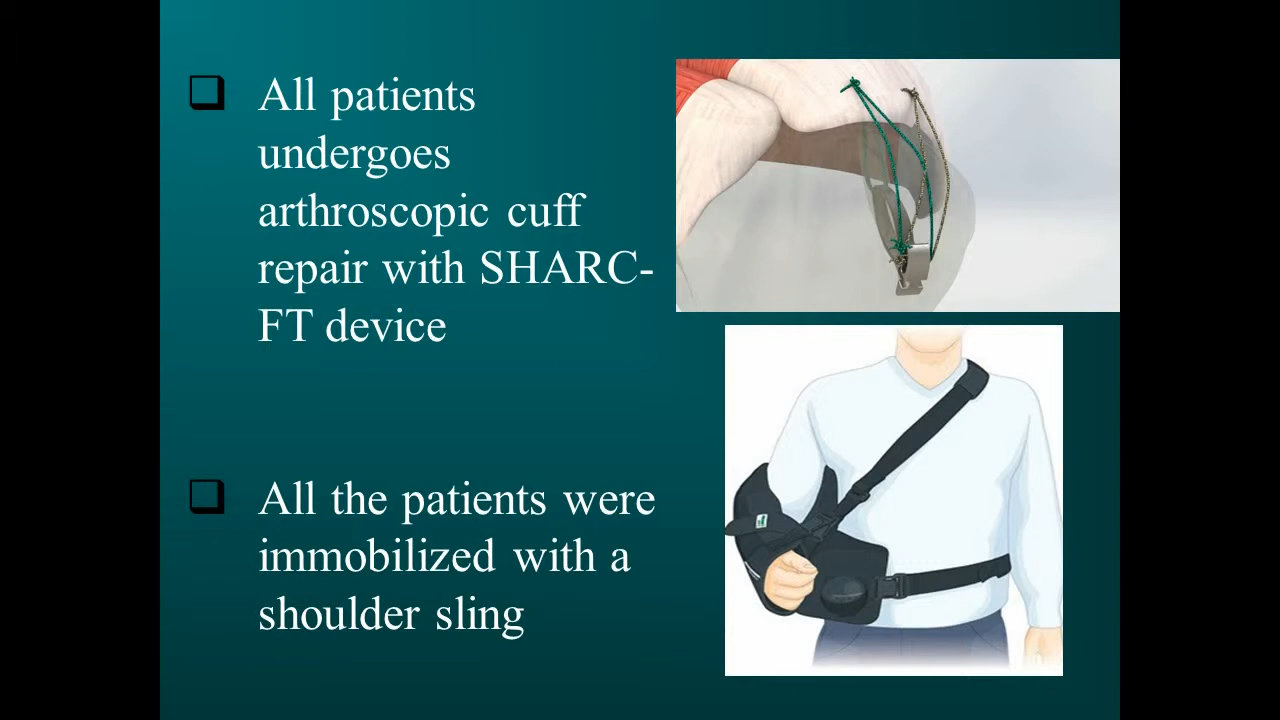 All patients
undergoes
arthroscopic cuff
repair with SHARC-
FT device
All the patients were
immobilized with a
shoulder sling